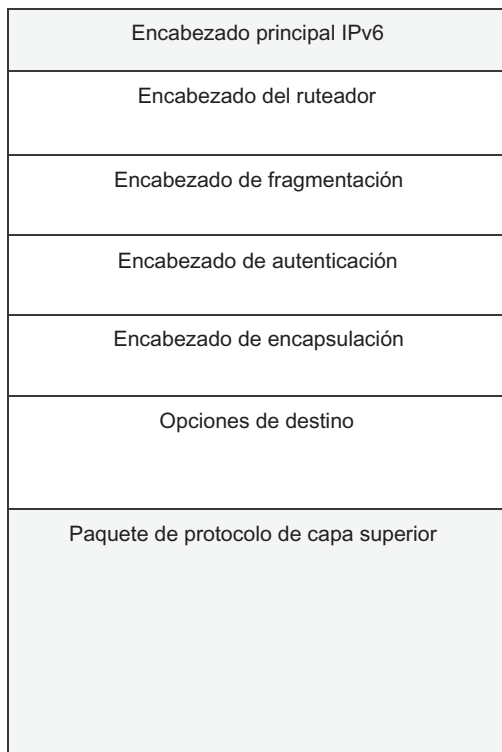 Encabezado principal IPv6
Encabezado del ruteador
Encabezado de fragmentación
Encabezado de autenticación
Encabezado de encapsulación
Opciones de destino
Paquete de protocolo de capa superior